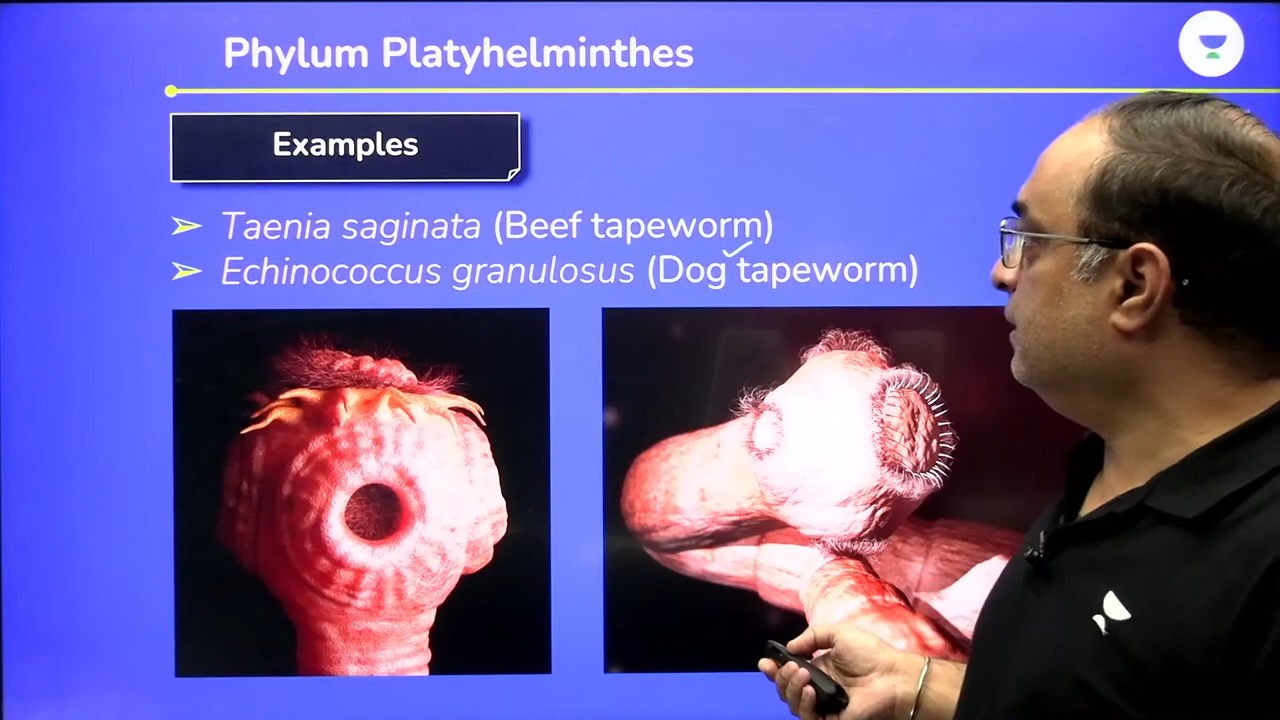 Phylum Platyhelminthes
Examples
Taenia saginata (Beef tapeworm)
Echinococcus granulosus (Dog tapeworm)